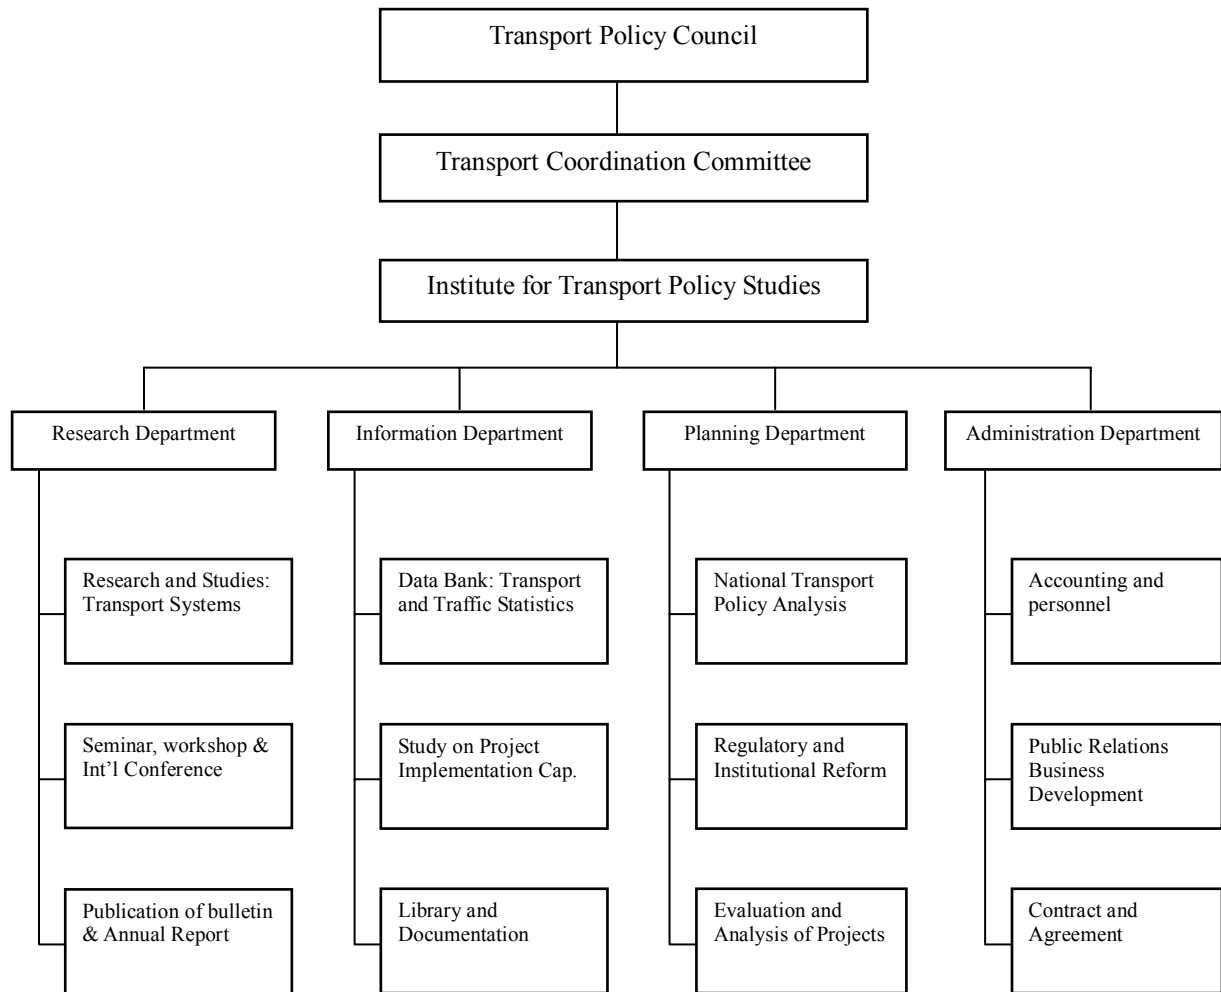 Transport Policy Council
Transport Coordination Committee
Institute for Transport Policy Studies
Research Department
Information Department
Planning Department
Administration Department
Research and Studies:
Transport Systems
Data Bank: Transport
and Traffic Statistics
National Transport
Policy Analysis
Accounting and
personnel
Seminar, workshop &
Int’l Conference
Study on Project
Implementation Cap.
Regulatory and
Institutional Reform
Public Relations
Business
Development
Publication of bulletin
& Annual Report
Library and
Documentation
Evaluation and
Analysis of Projects
Contract and
Agreement